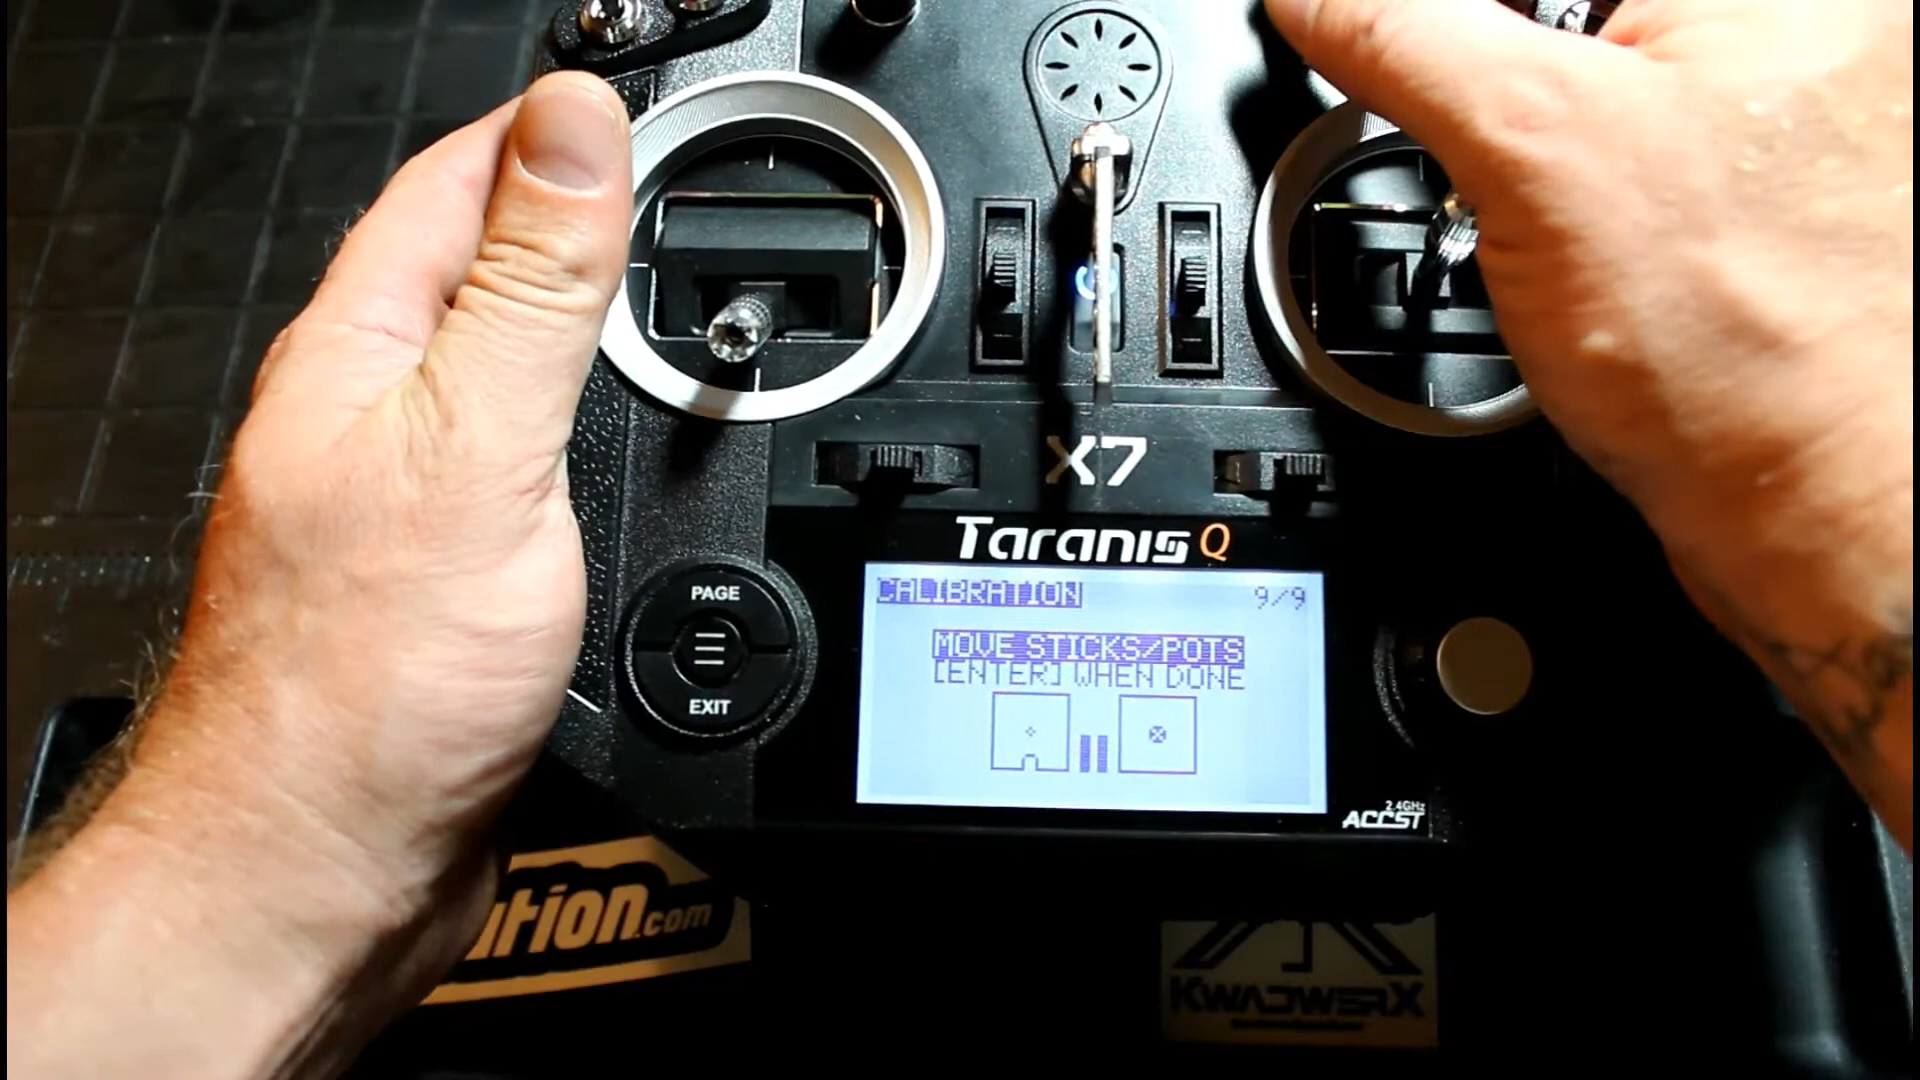 X7
Taranis Q
CALIBRATION 9/9
MOVE STICKS/POTS
[ENTER] WHEN DONE
PAGE
EXIT
2.4GHz
ACCST
ution.com
KWADWERX